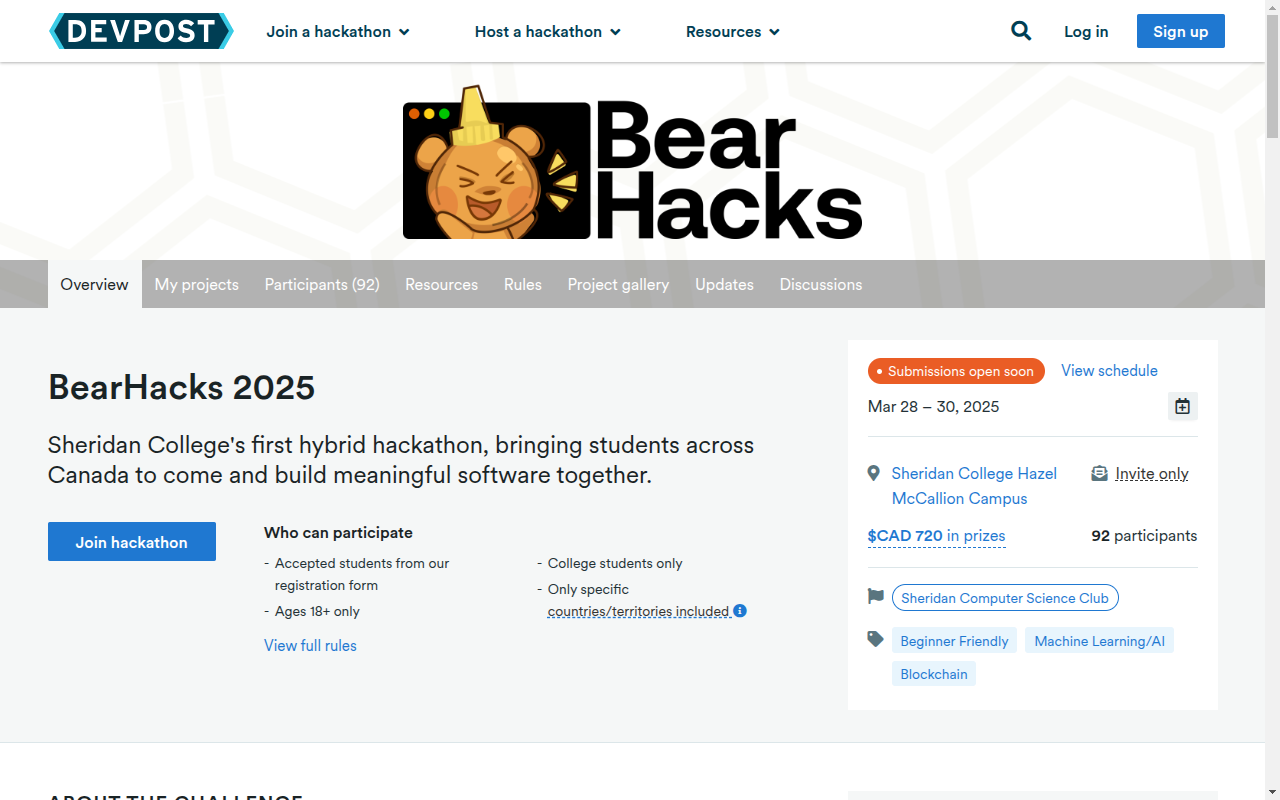 DEVPOST
Join a hackathon
Host a hackathon
Resources
Log in
Sign up
Bear
Hacks
Overview
My projects
Participants (92)
Resources
Rules
Project gallery
Updates
Discussions
BearHacks 2025
Sheridan College's first hybrid hackathon, bringing students across
Canada to come and build meaningful software together.
Join hackathon
Who can participate
- Accepted students from our
registration form
- Ages 18+ only
- College students only
- Only specific
countries/territories included
View full rules
Submissions open soon
View schedule
Mar 28 – 30, 2025
Sheridan College Hazel
McCallion Campus
Invite only
$CAD 720 in prizes
92 participants
Sheridan Computer Science Club
Beginner Friendly
Machine Learning/AI
Blockchain
ABOUT THE CHALLENGE